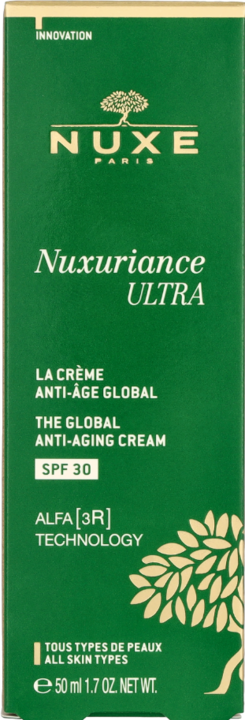 INNOVATION
NUXE
PARIS
Nuxuriance
ULTRA
LA CRÈME
ANTI-ÂGE GLOBAL
THE GLOBAL
ANTI-AGING CREAM
SPF 30
ALFA [3R]
TECHNOLOGY
TOUS TYPES DE PEAUX
ALL SKIN TYPES
℮ 50 ml 1.7 OZ. NET WT.